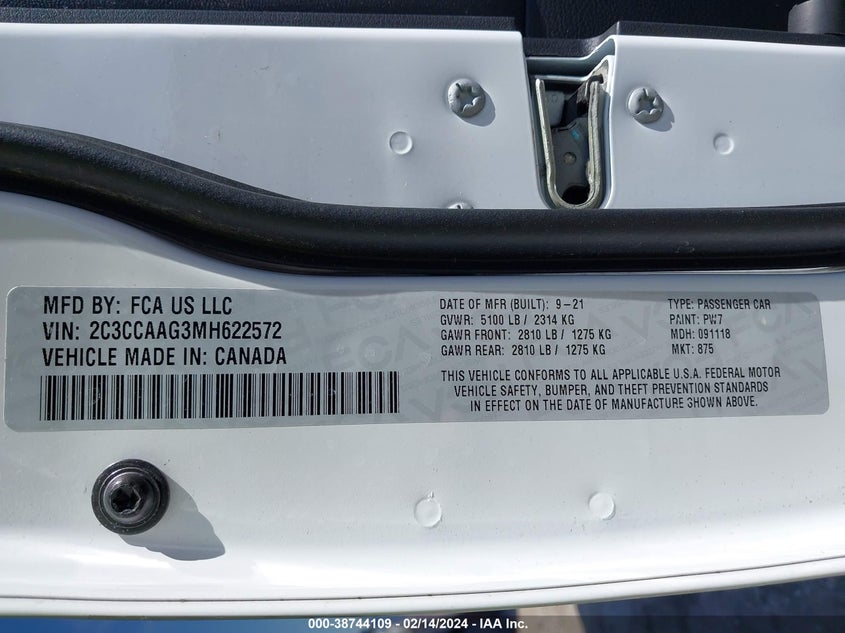 MFD BY: FCA US LLC
VIN: 2C3CCAAG3MH622572
VEHICLE MADE IN: CANADA
DATE OF MFR (BUILT): 9-21
GVWR: 5100 LB / 2314 KG
GAWR FRONT: 2810 LB / 1275 KG
GAWR REAR: 2810 LB / 1275 KG
TYPE: PASSENGER CAR
PAINT: PW7
MDH: 091118
MKT: 875
THIS VEHICLE CONFORMS TO ALL APPLICABLE U.S.A. FEDERAL MOTOR
VEHICLE SAFETY, BUMPER, AND THEFT PREVENTION STANDARDS
IN EFFECT ON THE DATE OF MANUFACTURE SHOWN ABOVE.
000-38744109 - 02/14/2024 - IAA Inc.